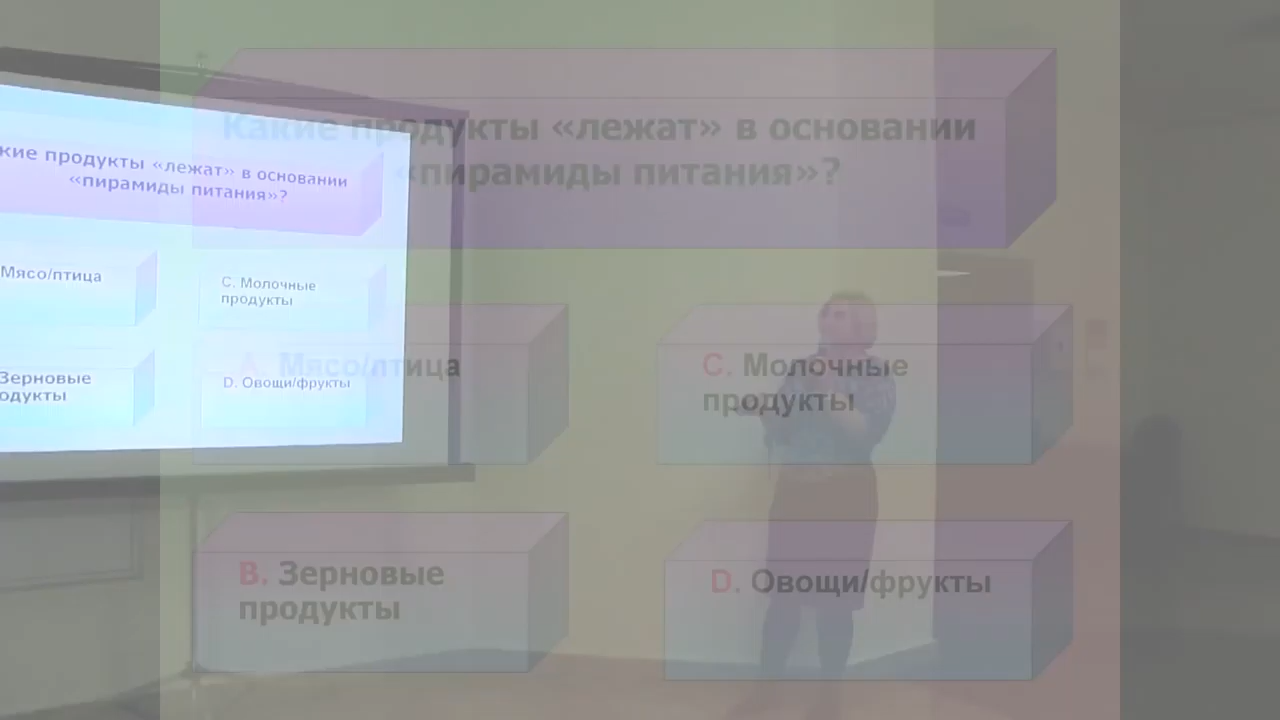 Какие продукты «лежат» в основании
«пирамиды питания»?
A. Мясо/птица
C. Молочные
продукты
B. Зерновые
продукты
D. Овощи/фрукты
кие продукты «лежат» в основании
«пирамиды питания»?
Мясо/птица
C. Молочные
продукты
Зерновые
одукты
D. Овощи/фрукты